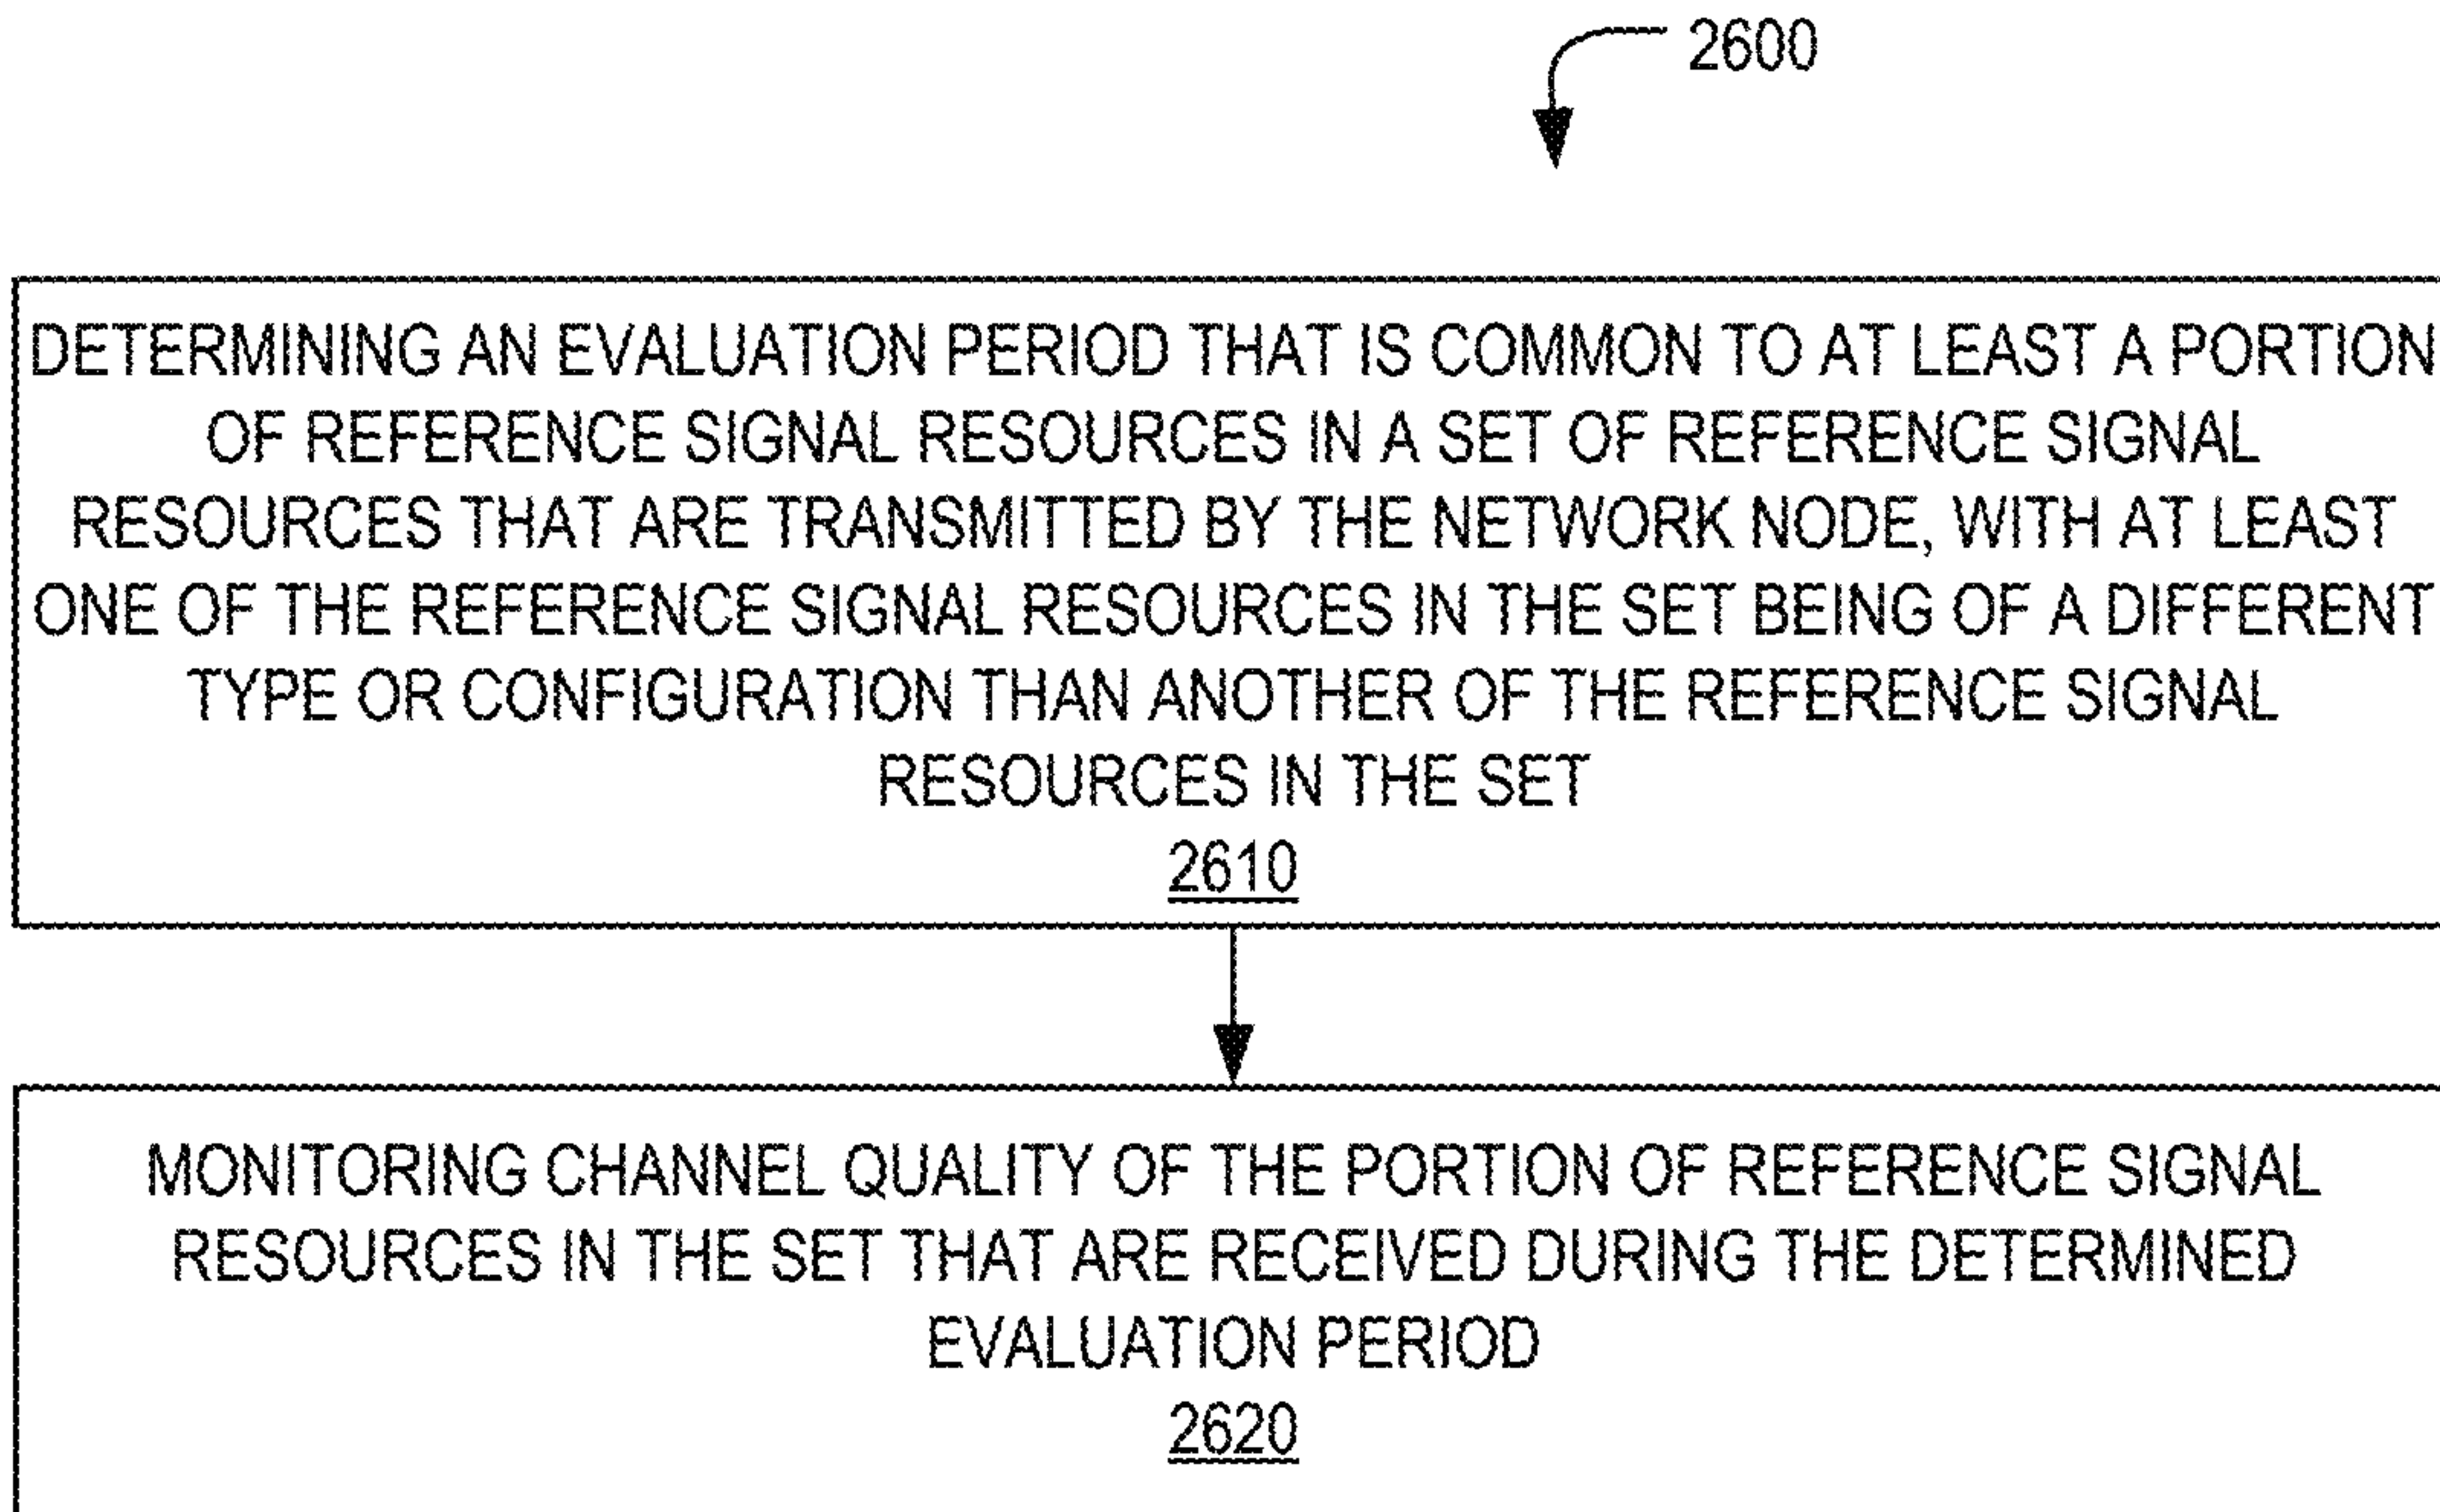 2600
DETERMINING AN EVALUATION PERIOD THAT IS COMMON TO AT LEAST A PORTION
OF REFERENCE SIGNAL RESOURCES IN A SET OF REFERENCE SIGNAL
RESOURCES THAT ARE TRANSMITTED BY THE NETWORK NODE, WITH AT LEAST
ONE OF THE REFERENCE SIGNAL RESOURCES IN THE SET BEING OF A DIFFERENT
TYPE OR CONFIGURATION THAN ANOTHER OF THE REFERENCE SIGNAL
RESOURCES IN THE SET
2610
MONITORING CHANNEL QUALITY OF THE PORTION OF REFERENCE SIGNAL
RESOURCES IN THE SET THAT ARE RECEIVED DURING THE DETERMINED
EVALUATION PERIOD
2620